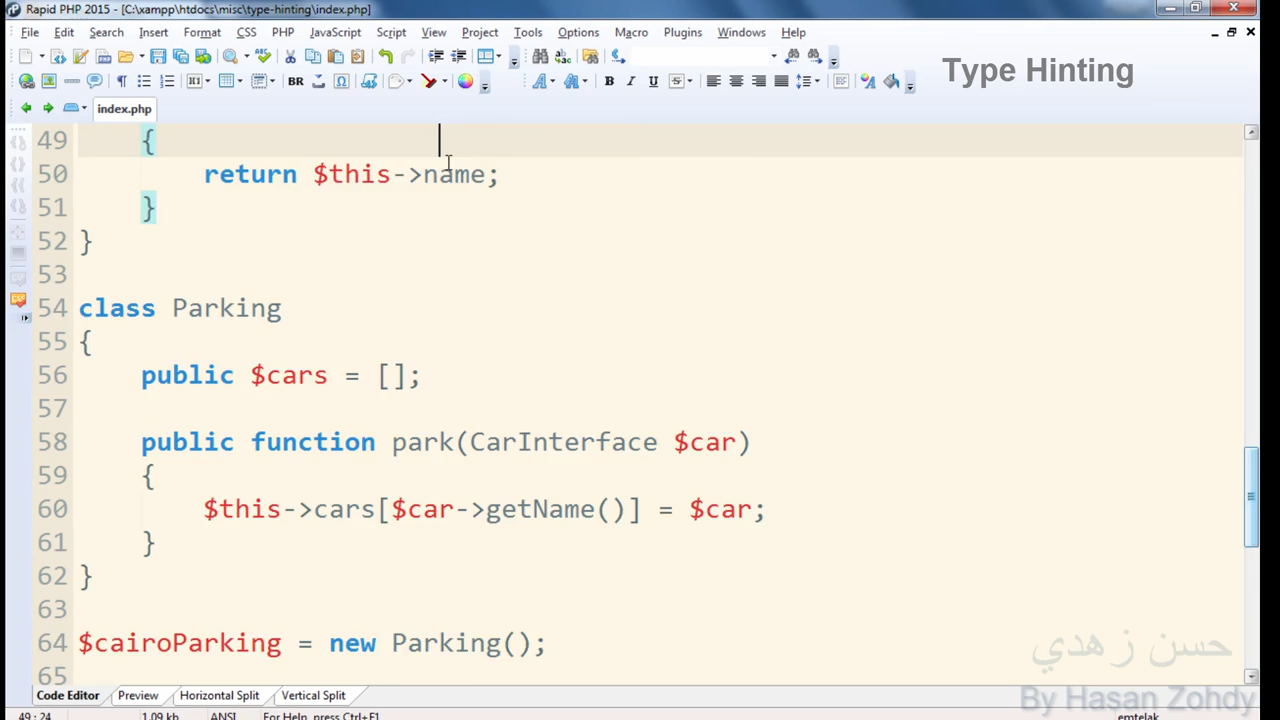 Rapid PHP 2015 - [C:\xampp\htdocs\misc\type-hinting\index.php]
File Edit Search Insert Format CSS PHP JavaScript Script View Project Tools Options Macro Plugins Windows Help
Type Hinting
index.php
49 {
50 return $this->name;
51 }
52 }
53
54 class Parking
55 {
56 public $cars = [];
57
58 public function park(CarInterface $car)
59 {
60 $this->cars[$car->getName()] = $car;
61 }
62 }
63
64 $cairoParking = new Parking();
65
حسن زهدي
Code Editor Preview Horizontal Split Vertical Split
By Hasan Zohdy
49 : 24 1.09 kb ANSI For Help, press Ctrl+F1 emtelak